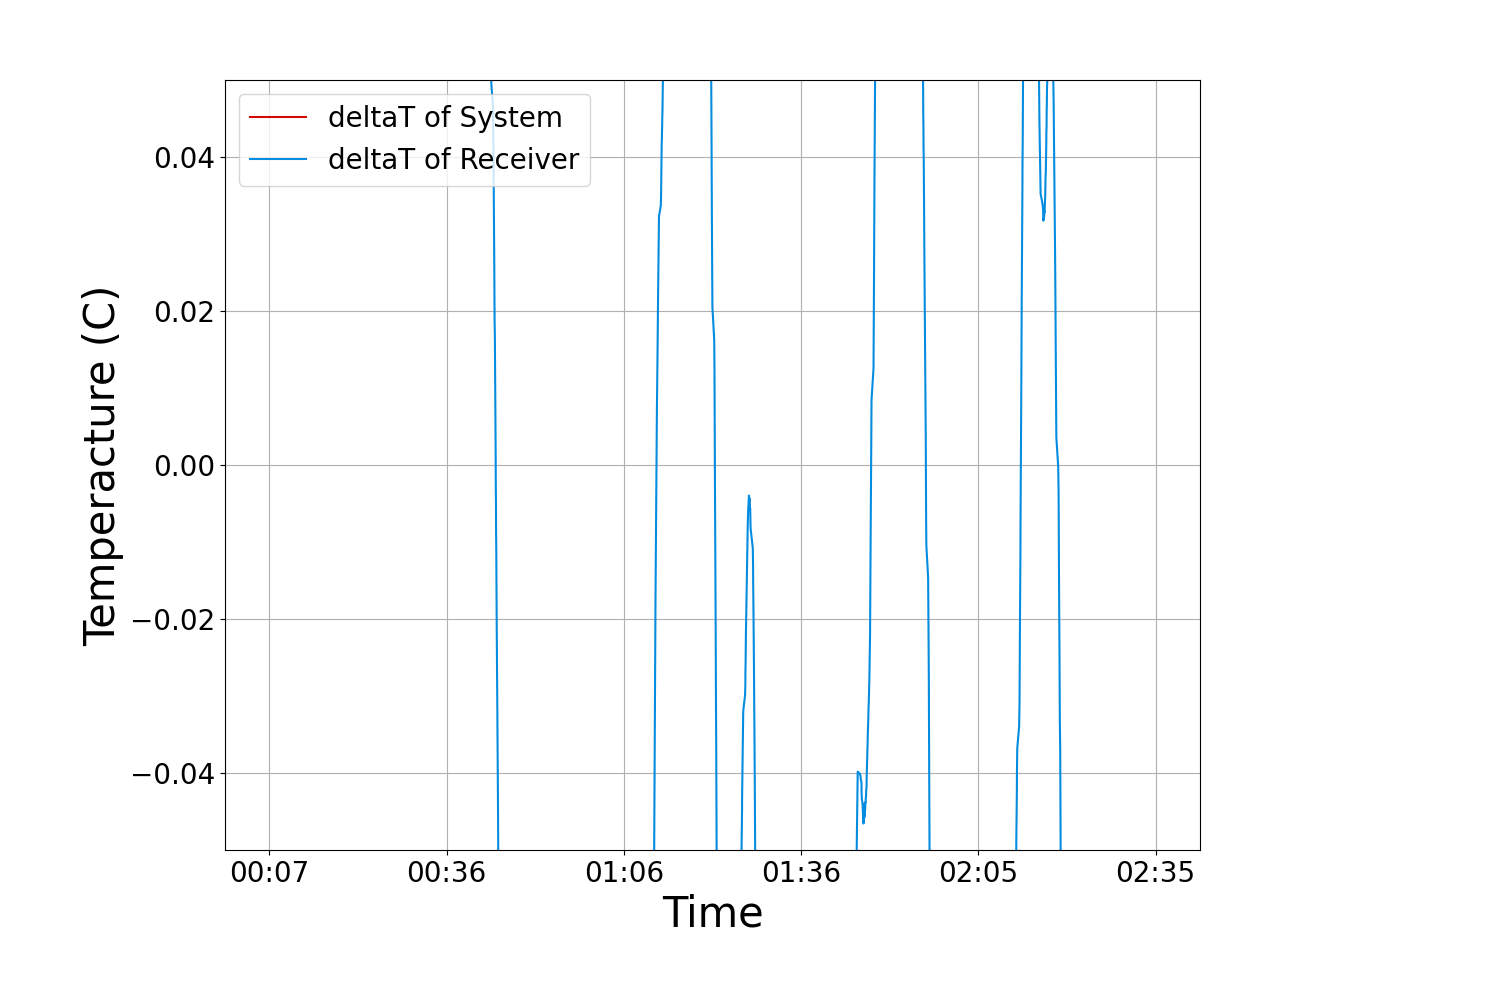 deltaT of System
deltaT of Receiver
Temperacture (C)
0.04
0.02
0.00
−0.02
−0.04
00:07
00:36
01:06
01:36
02:05
02:35
Time